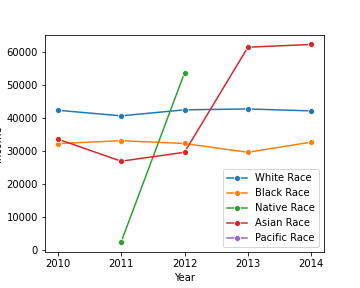 60000
50000
40000
30000
20000
10000
0
White Race
Black Race
Native Race
Asian Race
Pacific Race
2010 2011 2012 2013 2014
Year